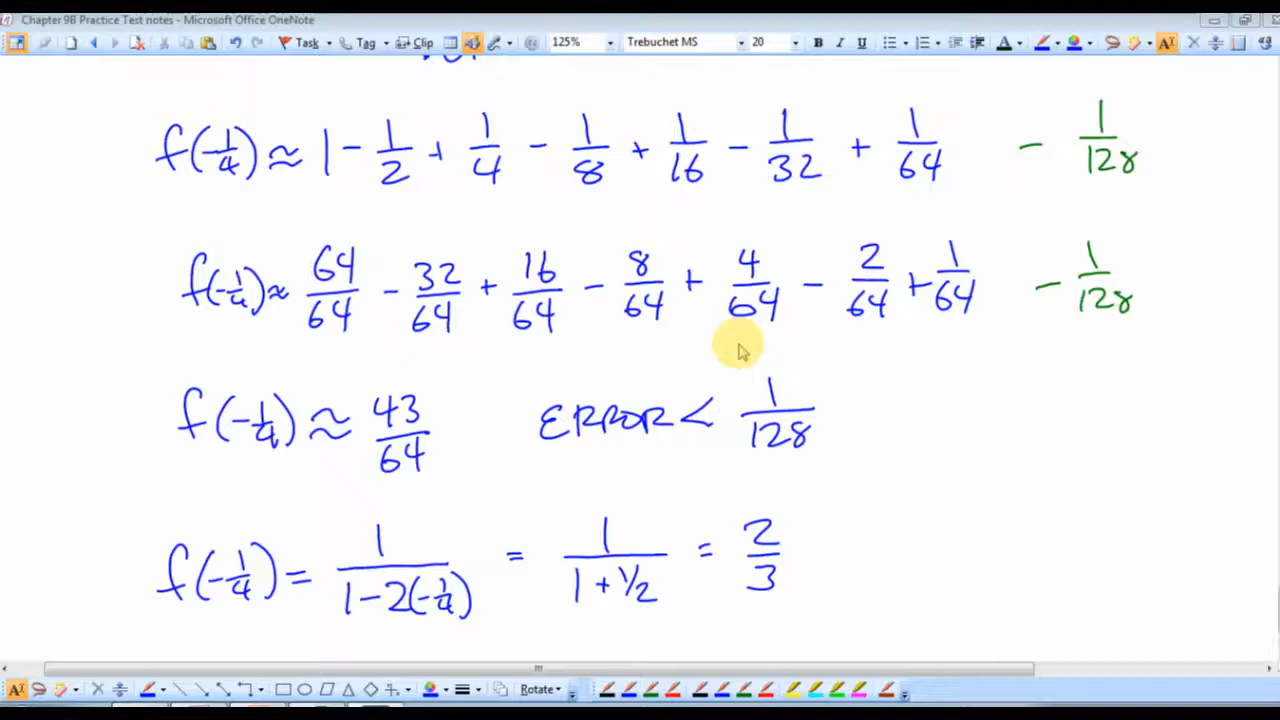 Chapter 9B Practice Test notes - Microsoft Office OneNote
Task Tag Clip 125% Trebuchet MS 20 B I U
f(-1/4) ≈ 1 - 1/2 + 1/4 - 1/8 + 1/16 - 1/32 + 1/64 - 1/128
f(-1/4) ≈ 64/64 - 32/64 + 16/64 - 8/64 + 4/64 - 2/64 + 1/64 - 1/128
f(-1/4) ≈ 43/64 ERROR < 1/128
f(-1/4) = 1/(1-2(-1/4)) = 1/(1+1/2) = 2/3
Rotate